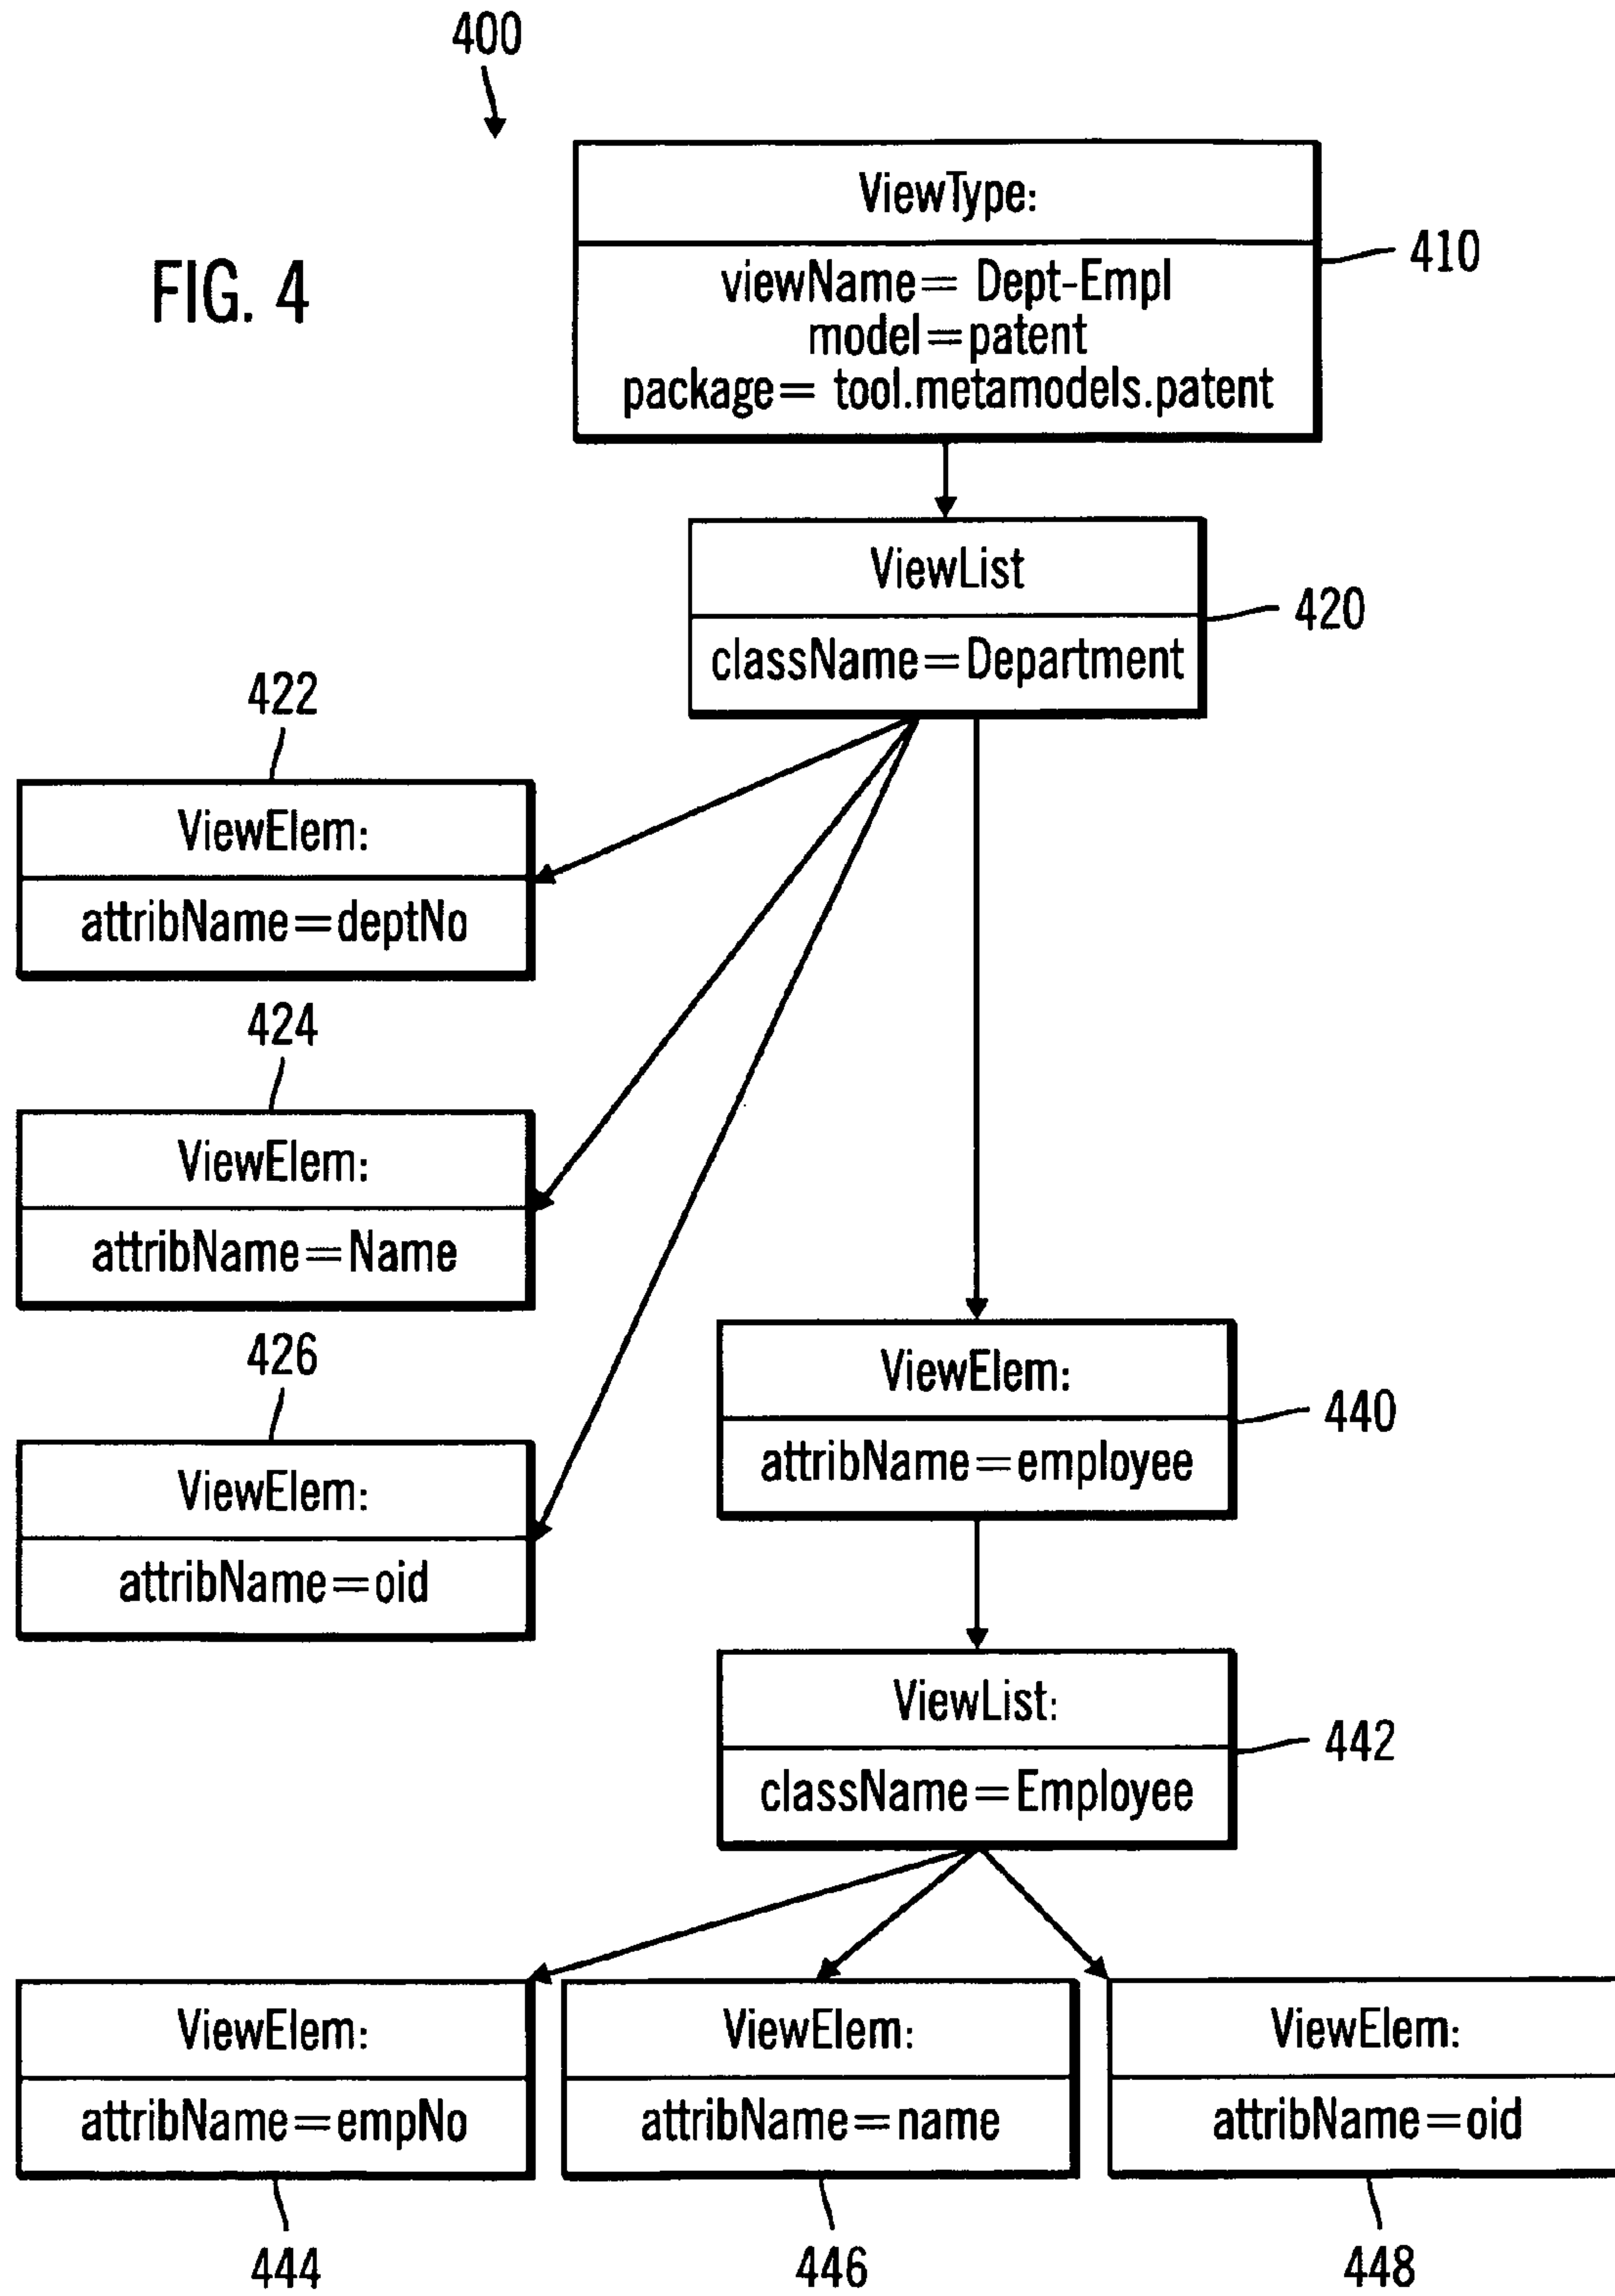 400
FIG. 4
ViewType:
viewName= Dept-Empl
model=patent
package= tool.metamodels.patent
410
ViewList
className=Department
420
422
ViewElem:
attribName=deptNo
424
ViewElem:
attribName=Name
426
ViewElem:
attribName=oid
ViewElem:
attribName=employee
440
ViewList:
className=Employee
442
ViewElem:
attribName=empNo
444
ViewElem:
attribName=name
446
ViewElem:
attribName=oid
448